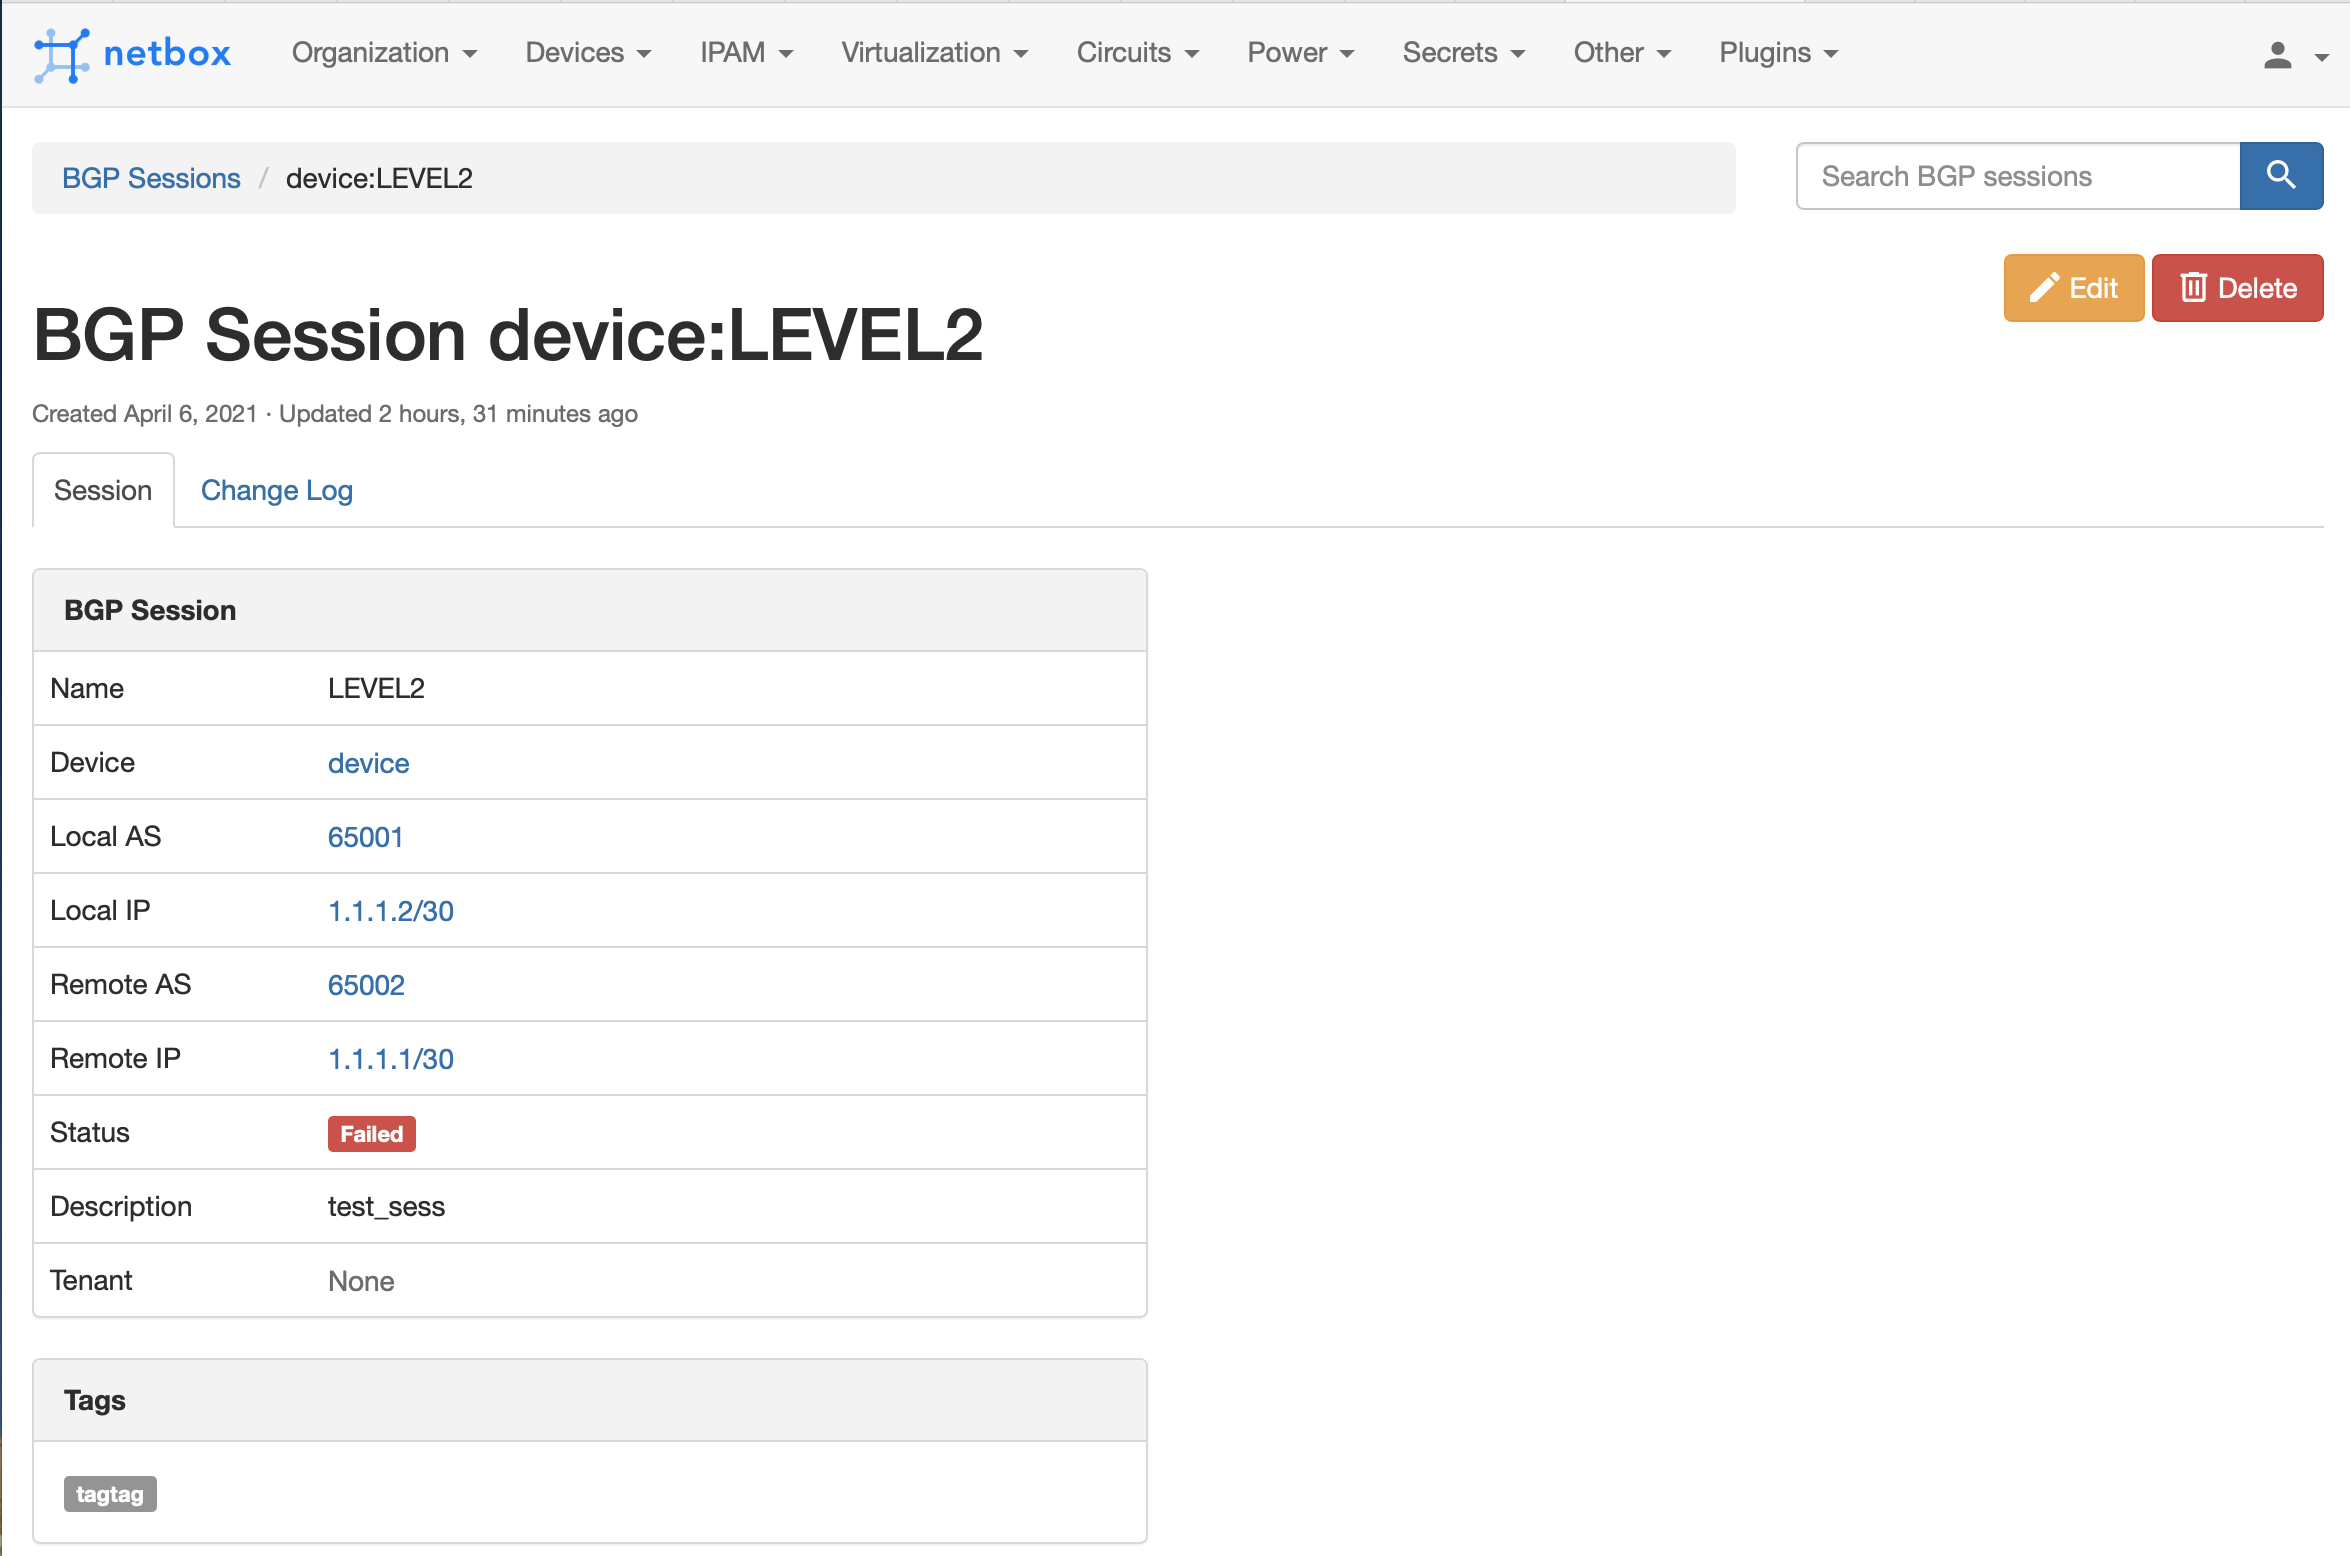 netbox Organization Devices IPAM Virtualization Circuits Power Secrets Other Plugins
BGP Sessions / device:LEVEL2 Search BGP sessions
Edit Delete
BGP Session device:LEVEL2
Created April 6, 2021 · Updated 2 hours, 31 minutes ago
Session Change Log
BGP Session
Name LEVEL2
Device device
Local AS 65001
Local IP 1.1.1.2/30
Remote AS 65002
Remote IP 1.1.1.1/30
Status Failed
Description test_sess
Tenant None
Tags
tagtag